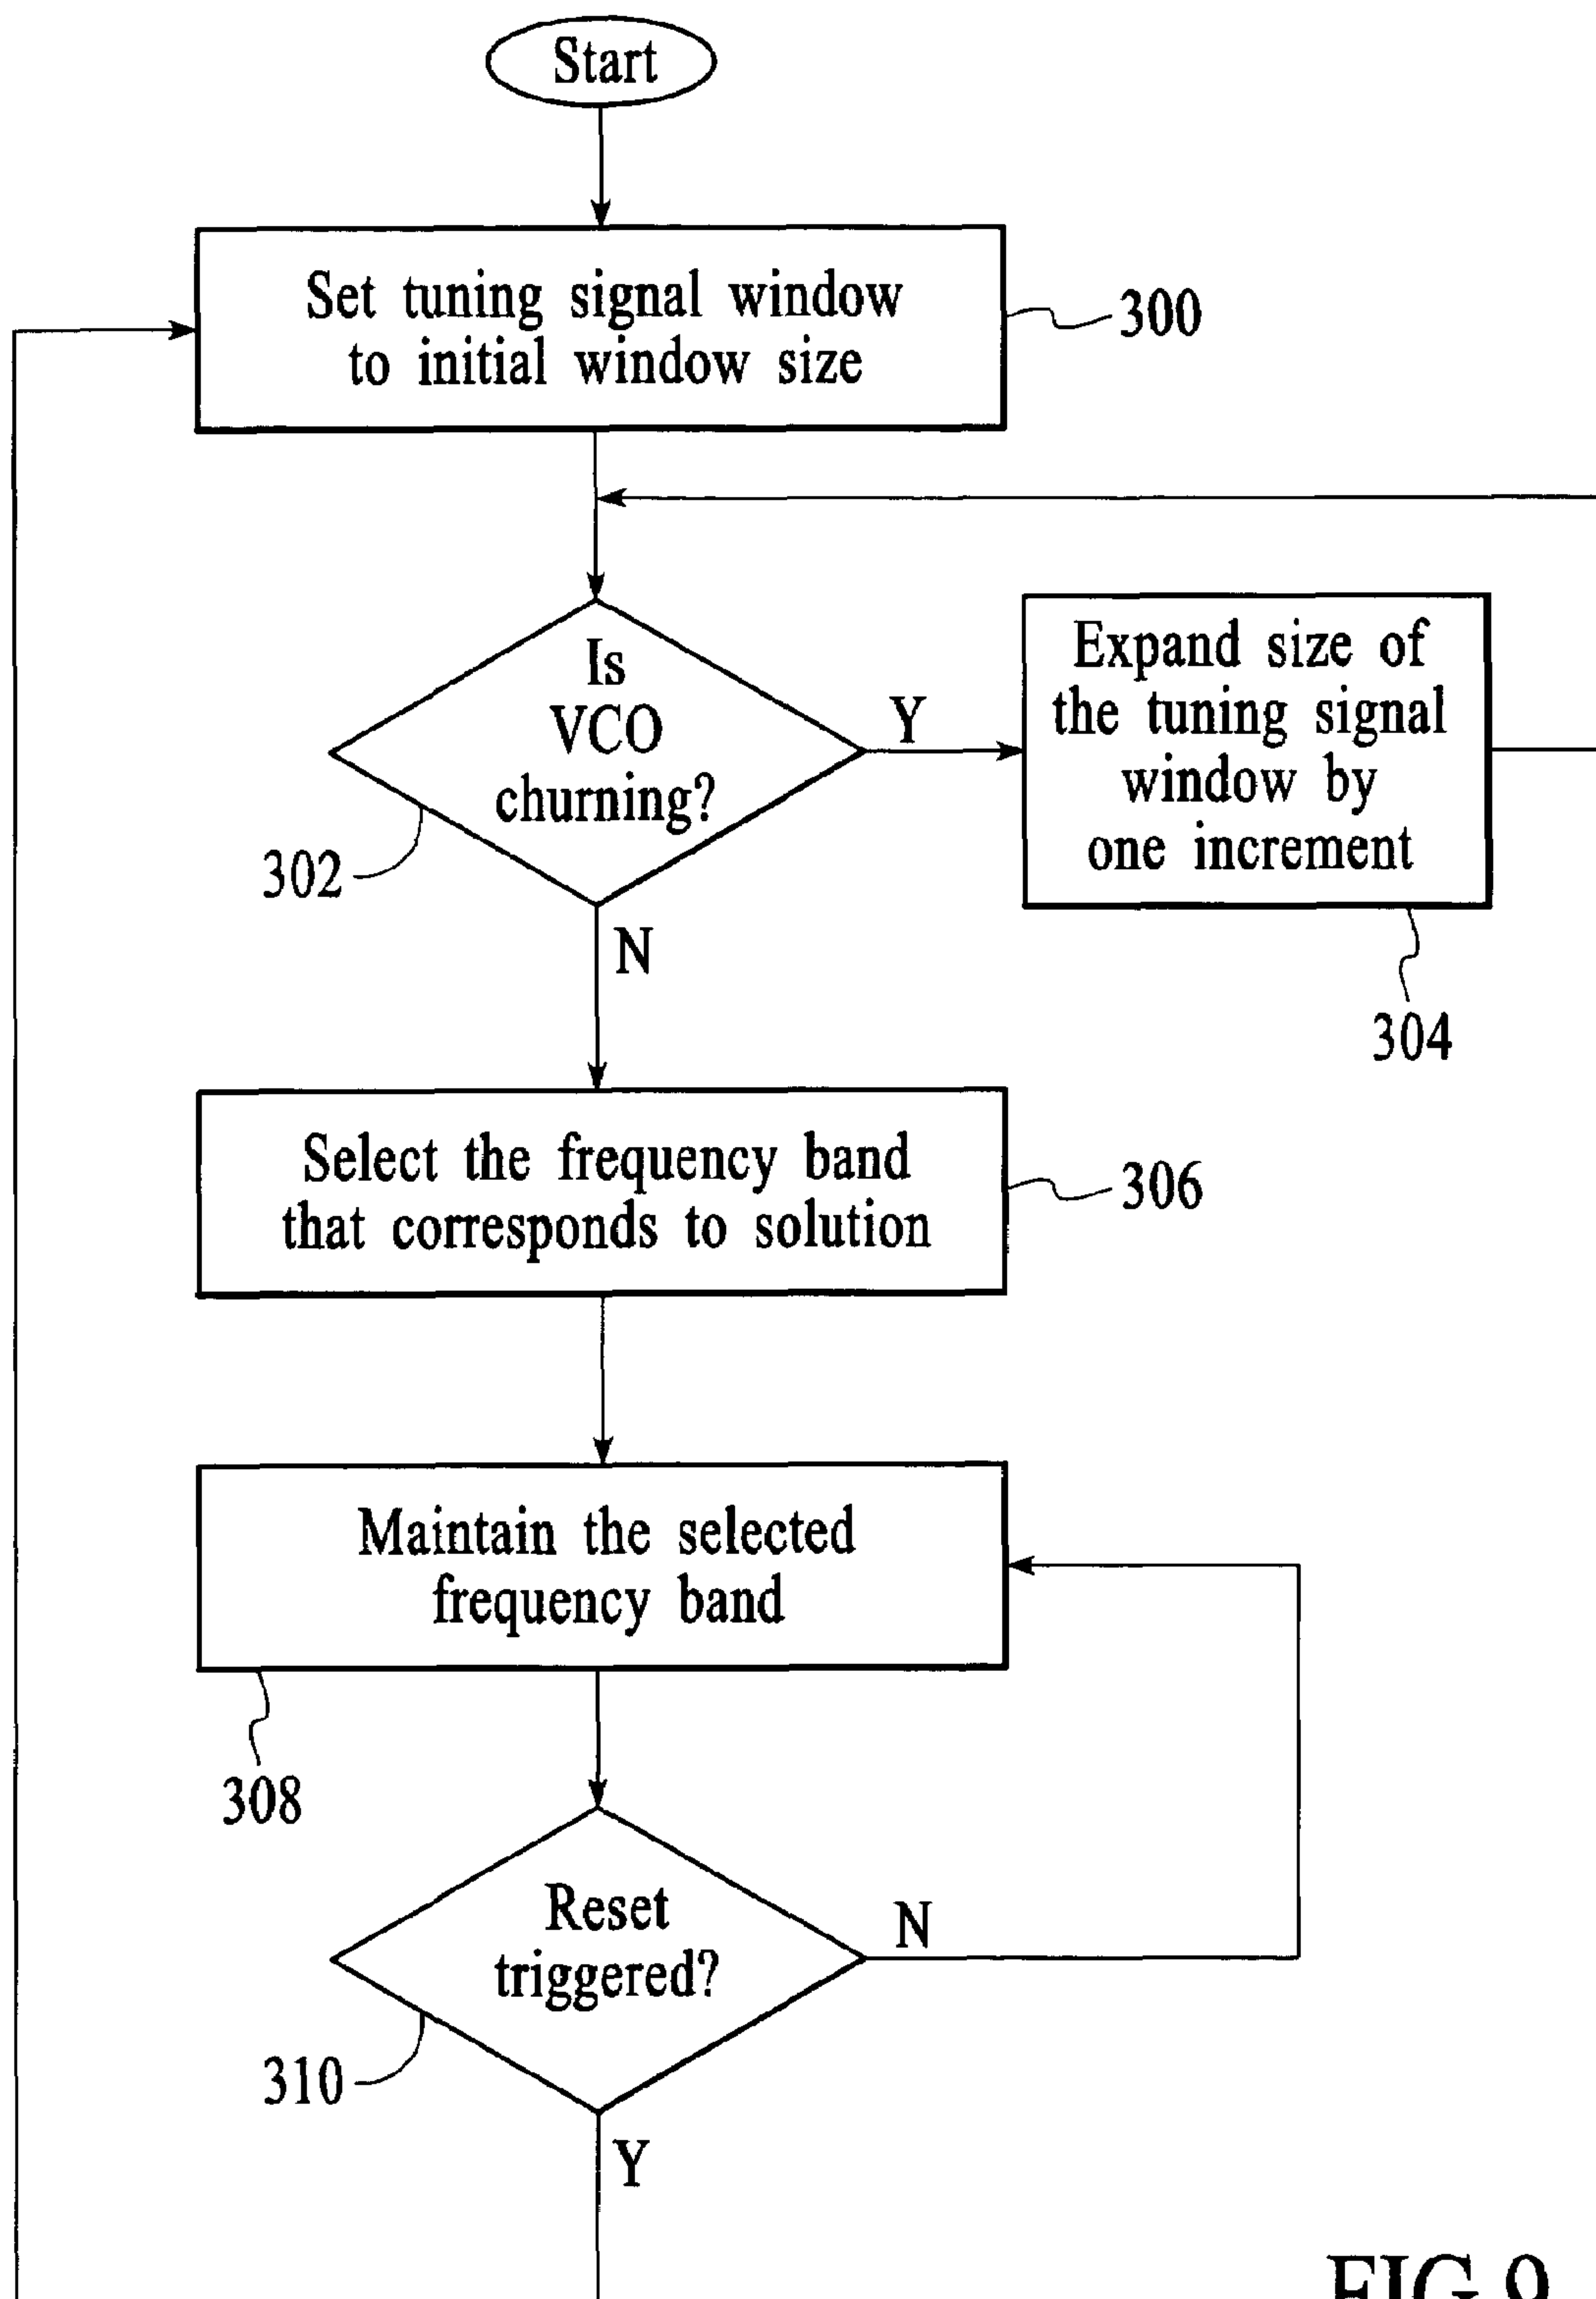 Start
Set tuning signal window
to initial window size
300
Is
VCO
churning?
Y
302
N
Expand size of
the tuning signal
window by
one increment
304
Select the frequency band
that corresponds to solution
306
Maintain the selected
frequency band
308
Reset
triggered?
N
310
Y
FIG.9